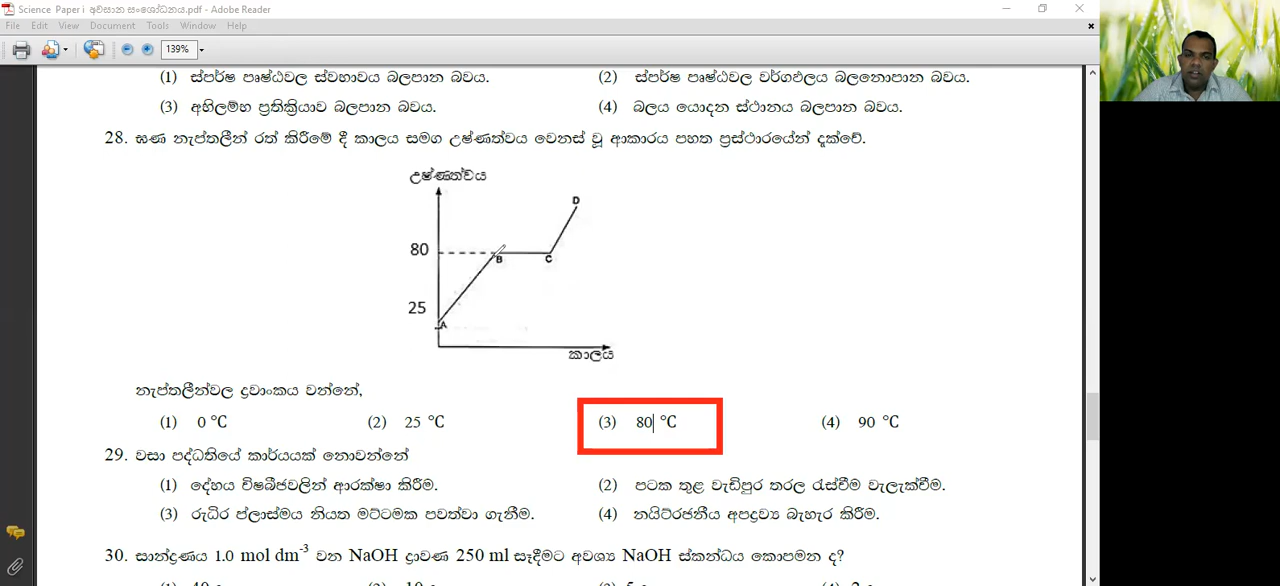 Science Paper i අවසාන සංශෝධනය.pdf - Adobe Reader
File Edit View Document Tools Window Help
139%
(1) ස්පර්ෂ පෘෂ්ඨවල ස්වභාවය බලපාන බවය. (2) ස්පර්ෂ පෘෂ්ඨවල වර්ගඵලය බලනොපාන බවය.
(3) අභිලම්භ ප්‍රතික්‍රියාව බලපාන බවය. (4) බලය යොදන ස්ථානය බලපාන බවය.
28. ඝණ නැප්තලීන් රත් කිරීමේ දී කාලය සමග උෂ්ණත්වය වෙනස් වූ ආකාරය පහත ප්‍රස්ථාරයේන් දැක්වේ.
උෂ්ණත්වය
D
80
B C
25
A
කාලය
නැප්තලීන්වල ද්‍රවාංකය වන්නේ,
(1) 0 °C (2) 25 °C (3) 80 °C (4) 90 °C
29. වසා පද්ධතියේ කාර්යයක් නොවන්නේ
(1) දේහය විෂබීජවලින් ආරක්ෂා කිරීම. (2) පටක තුළ වැඩිපුර තරල රැස්වීම වැලැක්වීම.
(3) රුධිර ප්ලාස්මය නියත මට්ටමක පවත්වා ගැනීම. (4) නයිට්රජනීය අපද්‍රව්‍ය බැහැර කිරීම.
30. සාන්ද්‍රණය 1.0 mol dm⁻³ වන NaOH ද්‍රාවණ 250 ml සෑදීමට අවශ්‍ය NaOH ස්කන්ධය කොපමන ද?